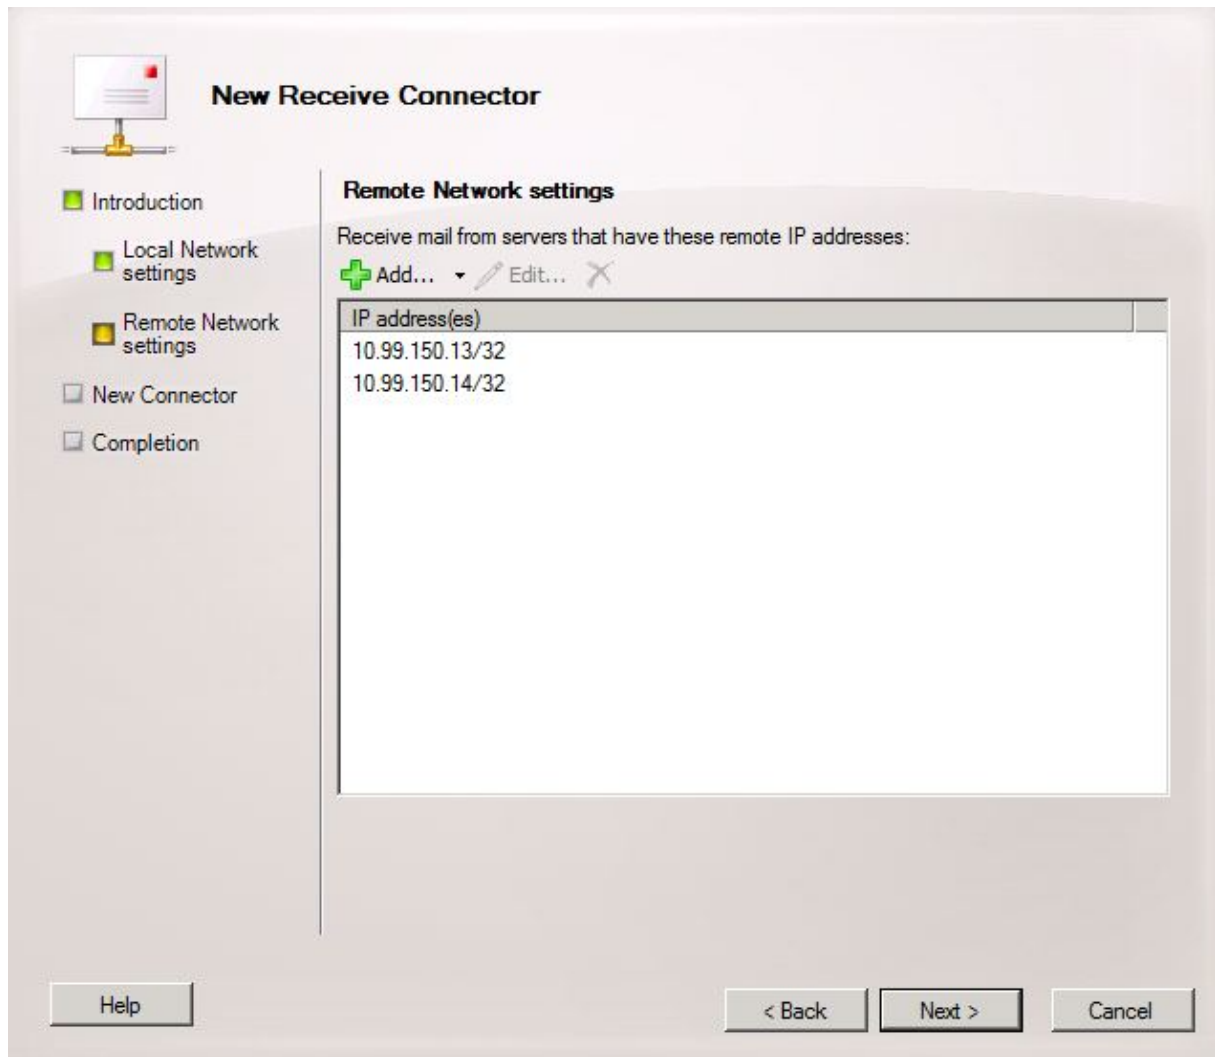 New Receive Connector
Introduction
Local Network
settings
Remote Network
settings
New Connector
Completion
Remote Network settings
Receive mail from servers that have these remote IP addresses:
Add... Edit...
IP address(es)
10.99.150.13/32
10.99.150.14/32
Help < Back Next > Cancel